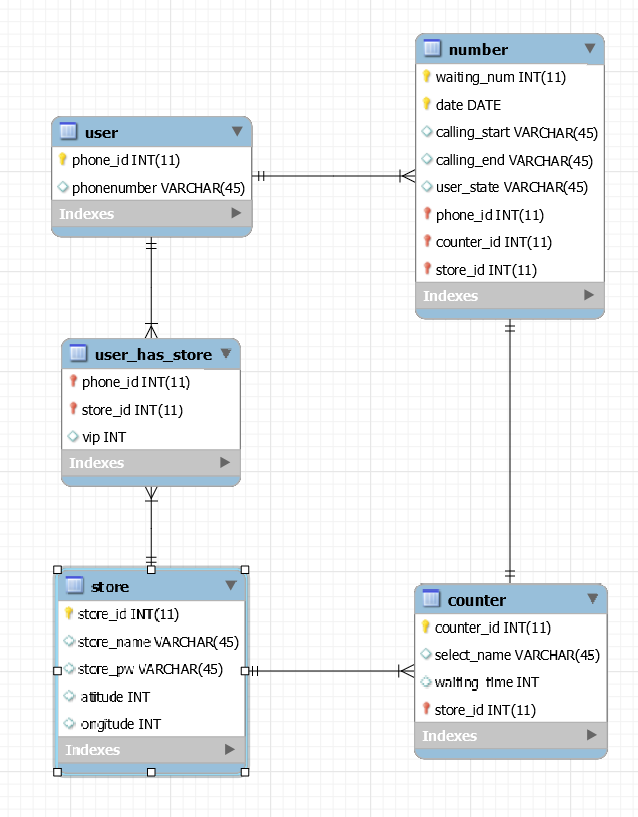 user
phone_id INT(11)
phonenumber VARCHAR(45)
Indexes
number
waiting_num INT(11)
date DATE
calling_start VARCHAR(45)
calling_end VARCHAR(45)
user_state VARCHAR(45)
phone_id INT(11)
counter_id INT(11)
store_id INT(11)
Indexes
user_has_store
phone_id INT(11)
store_id INT(11)
vip INT
Indexes
store
store_id INT(11)
store_name VARCHAR(45)
store_pw VARCHAR(45)
atitude INT
ongitude INT
Indexes
counter
counter_id INT(11)
select_name VARCHAR(45)
waiting_time INT
store_id INT(11)
Indexes